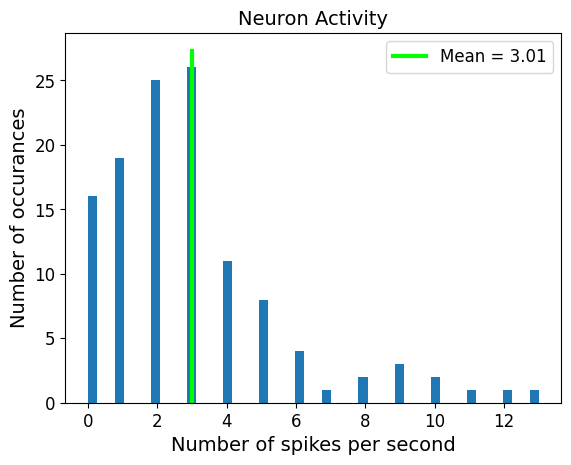 Neuron Activity
Mean = 3.01
Number of occurances
25
20
15
10
5
0
0 2 4 6 8 10 12
Number of spikes per second